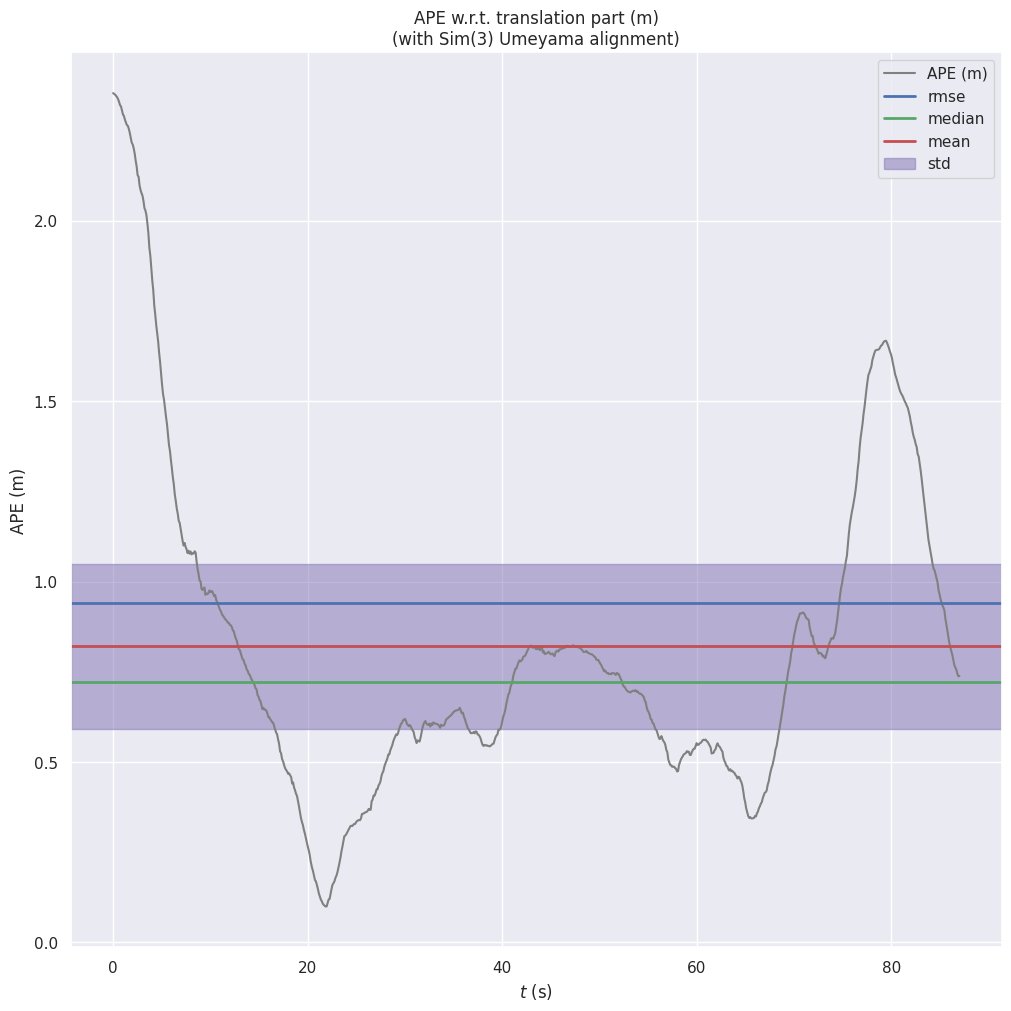 APE w.r.t. translation part (m)
(with Sim(3) Umeyama alignment)
APE (m)
rmse
median
mean
std
APE (m)
2.0
1.5
1.0
0.5
0.0
0
20
40
60
80
t (s)